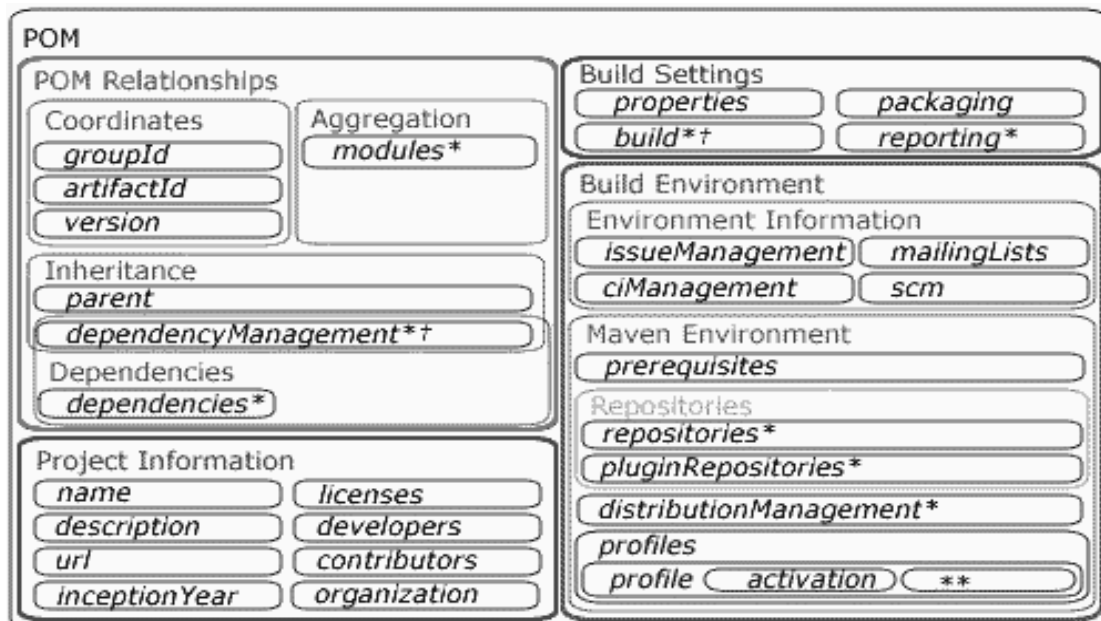 POM
POM Relationships
Coordinates
groupId
artifactId
version
Aggregation
modules*
Inheritance
parent
dependencyManagement*†
Dependencies
dependencies*
Project Information
name
licenses
description
developers
url
contributors
inceptionYear
organization
Build Settings
properties
packaging
build*†
reporting*
Build Environment
Environment Information
issueManagement
mailingLists
ciManagement
scm
Maven Environment
prerequisites
Repositories
repositories*
pluginRepositories*
distributionManagement*
profiles
profile activation **